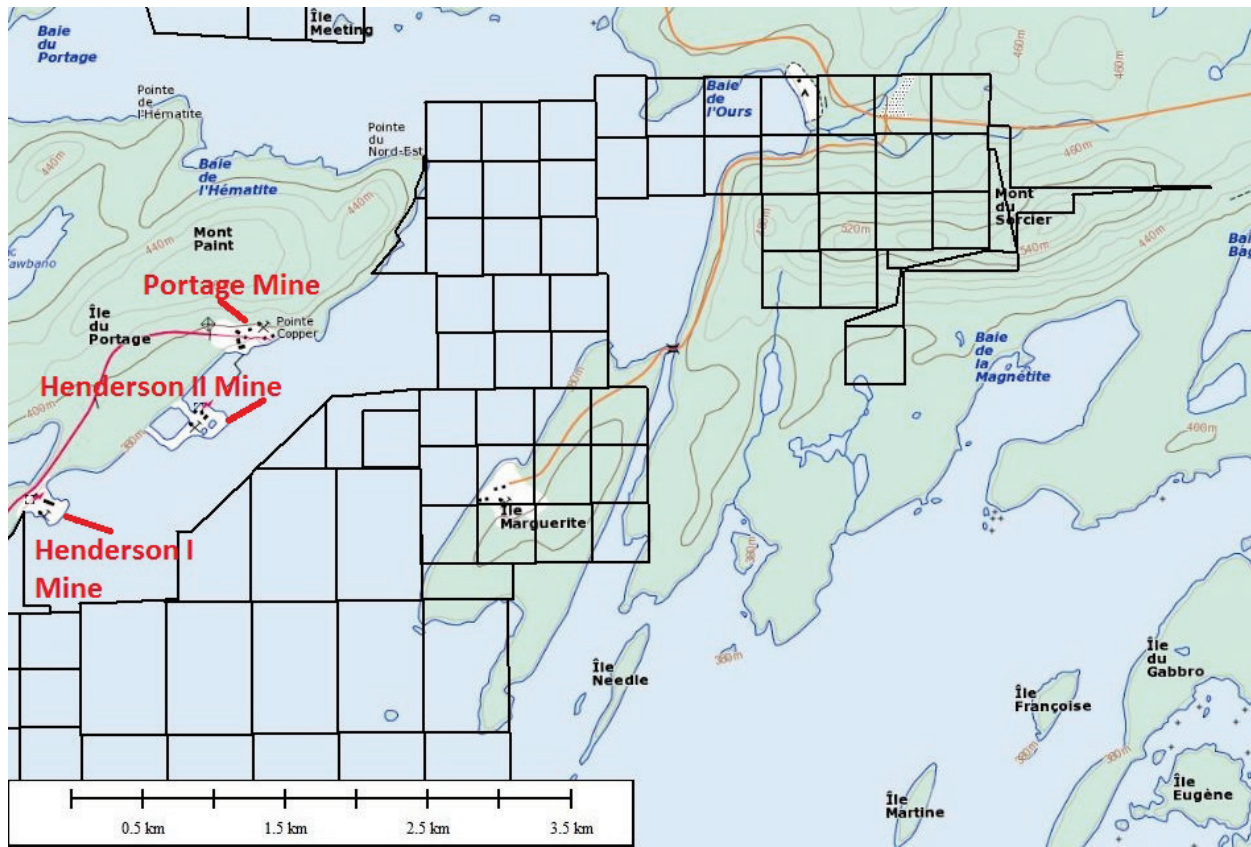 Île
Meeting
Baie
du
Portage
Pointe
de
l'Hématite
Pointe
du
Nord-Est
Baie
de
l'Hématite
Baie
de
l'Ours
460m
460m
460m
440m
440m
440m
Mont
Paint
Mont
du
Sorcier
520m
540m
440m
Portage Mine
Île
du
Portage
Pointe
Copper
Baie
de
la Magnétite
Henderson II Mine
400m
380m
400m
Île
Marguerite
Henderson I
Mine
380m
380m
Île
Needle
Île
du
Gabbro
Île
Françoise
380m
380m
Île
Martine
Île
Eugène
0.5 km
1.5 km
2.5 km
3.5 km